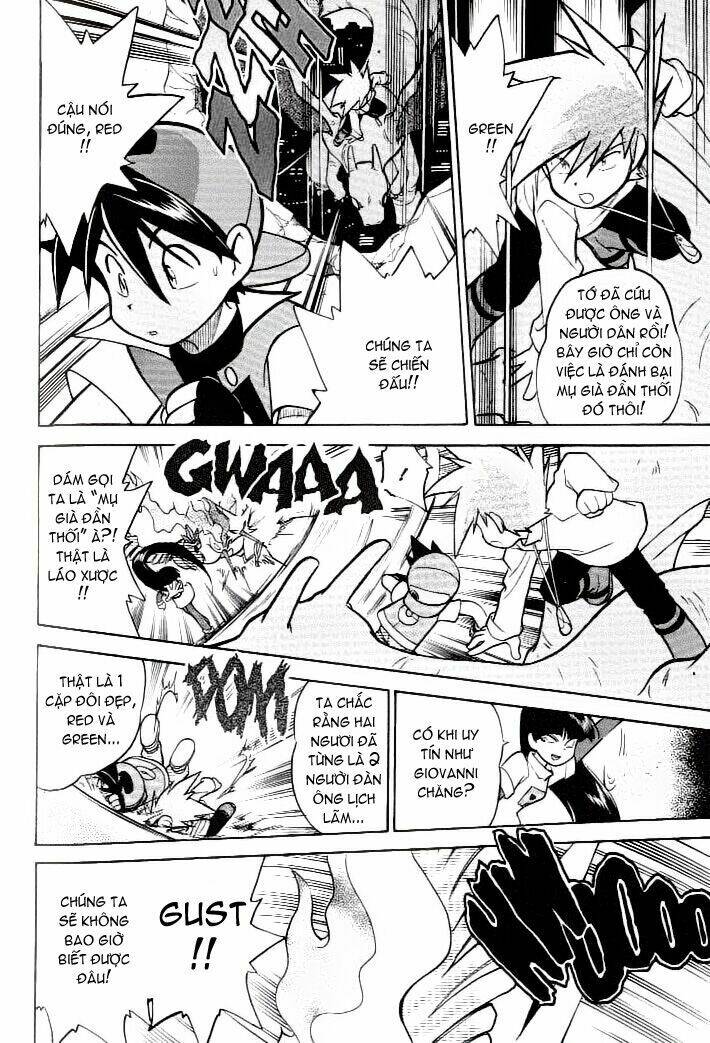 GREEN
!!
TỚ ĐÃ CỨU
ĐƯỢC ÔNG VÀ
NGƯỜI DÂN RỒI!
BÂY GIỜ CHỈ CÒN
VIỆC LÀ ĐÁNH BẠI
MỤ GIÀ ĐẦN THỐI
ĐÓ THÔI!
CẬU NÓI
ĐÚNG, RED
!!
CHÚNG TA
SẼ CHIẾN
ĐẤU!!
GWAAA
DÁM GỌI
TA LÀ "MỤ
GIÀ ĐẦN
THỐI" À?!
THẬT LÀ
LÁO XƯỢC
!!
CÓ KHI UY
TÍN NHƯ
GIOVANNI
CHĂNG?
TA CHẮC
RẰNG HAI
NGƯƠI ĐÃ
TỪNG LÀ 2
NGƯỜI ĐÀN
ÔNG LỊCH
LÃM...
DOM
THẬT LÀ 1
CẶP ĐÔI ĐẸP,
RED VÀ
GREEN...
GUST
!!
CHÚNG TA
SẼ KHÔNG
BAO GIỜ
BIẾT ĐƯỢC
ĐÂU!